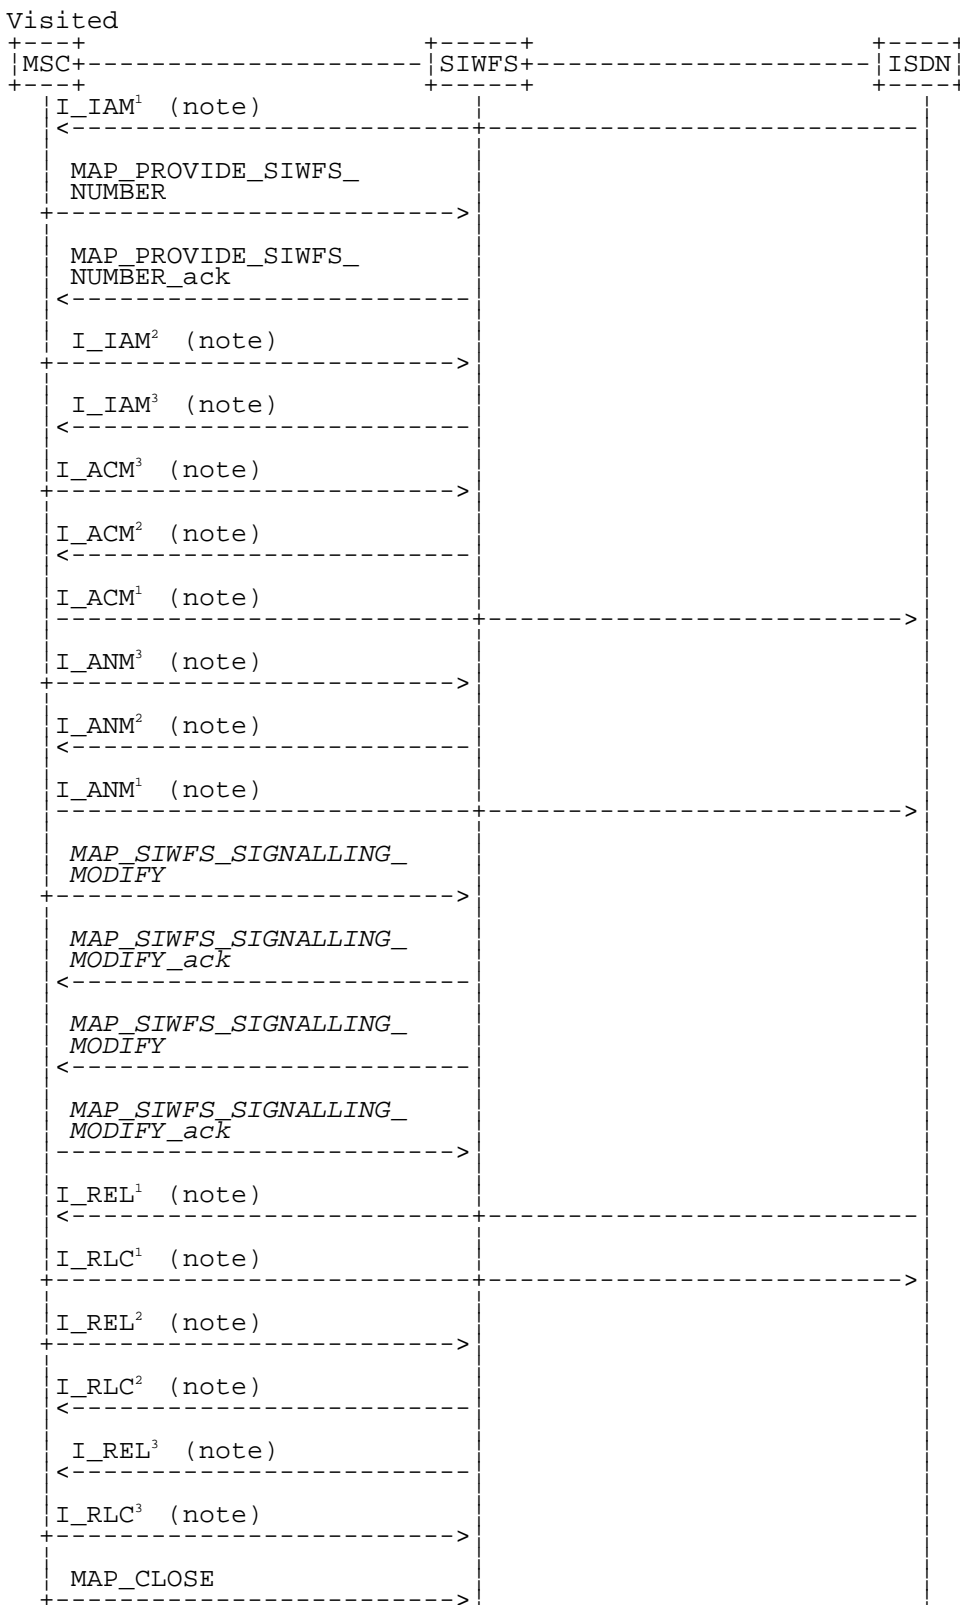 Visited
+---+ +-----+ +----+
¦MSC+---------------------¦SIWFS+---------------------¦ISDN¦
+---+ +-----+ +----+
I_IAM¹ (note)
MAP_PROVIDE_SIWFS_
NUMBER
MAP_PROVIDE_SIWFS_
NUMBER_ack
I_IAM² (note)
I_IAM³ (note)
I_ACM³ (note)
I_ACM² (note)
I_ACM¹ (note)
I_ANM³ (note)
I_ANM² (note)
I_ANM¹ (note)
MAP_SIWFS_SIGNALLING_
MODIFY
MAP_SIWFS_SIGNALLING_
MODIFY_ack
MAP_SIWFS_SIGNALLING_
MODIFY
MAP_SIWFS_SIGNALLING_
MODIFY_ack
I_REL¹ (note)
I_RLC¹ (note)
I_REL² (note)
I_RLC² (note)
I_REL³ (note)
I_RLC³ (note)
MAP_CLOSE